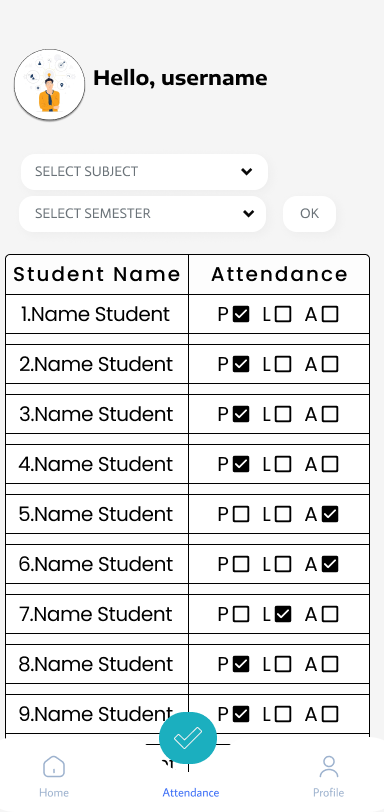 Hello, username
SELECT SUBJECT
SELECT SEMESTER
OK
Student Name Attendance
1.Name Student P L A
2.Name Student P L A
3.Name Student P L A
4.Name Student P L A
5.Name Student P L A
6.Name Student P L A
7.Name Student P L A
8.Name Student P L A
9.Name Student P L A
Home Attendance Profile